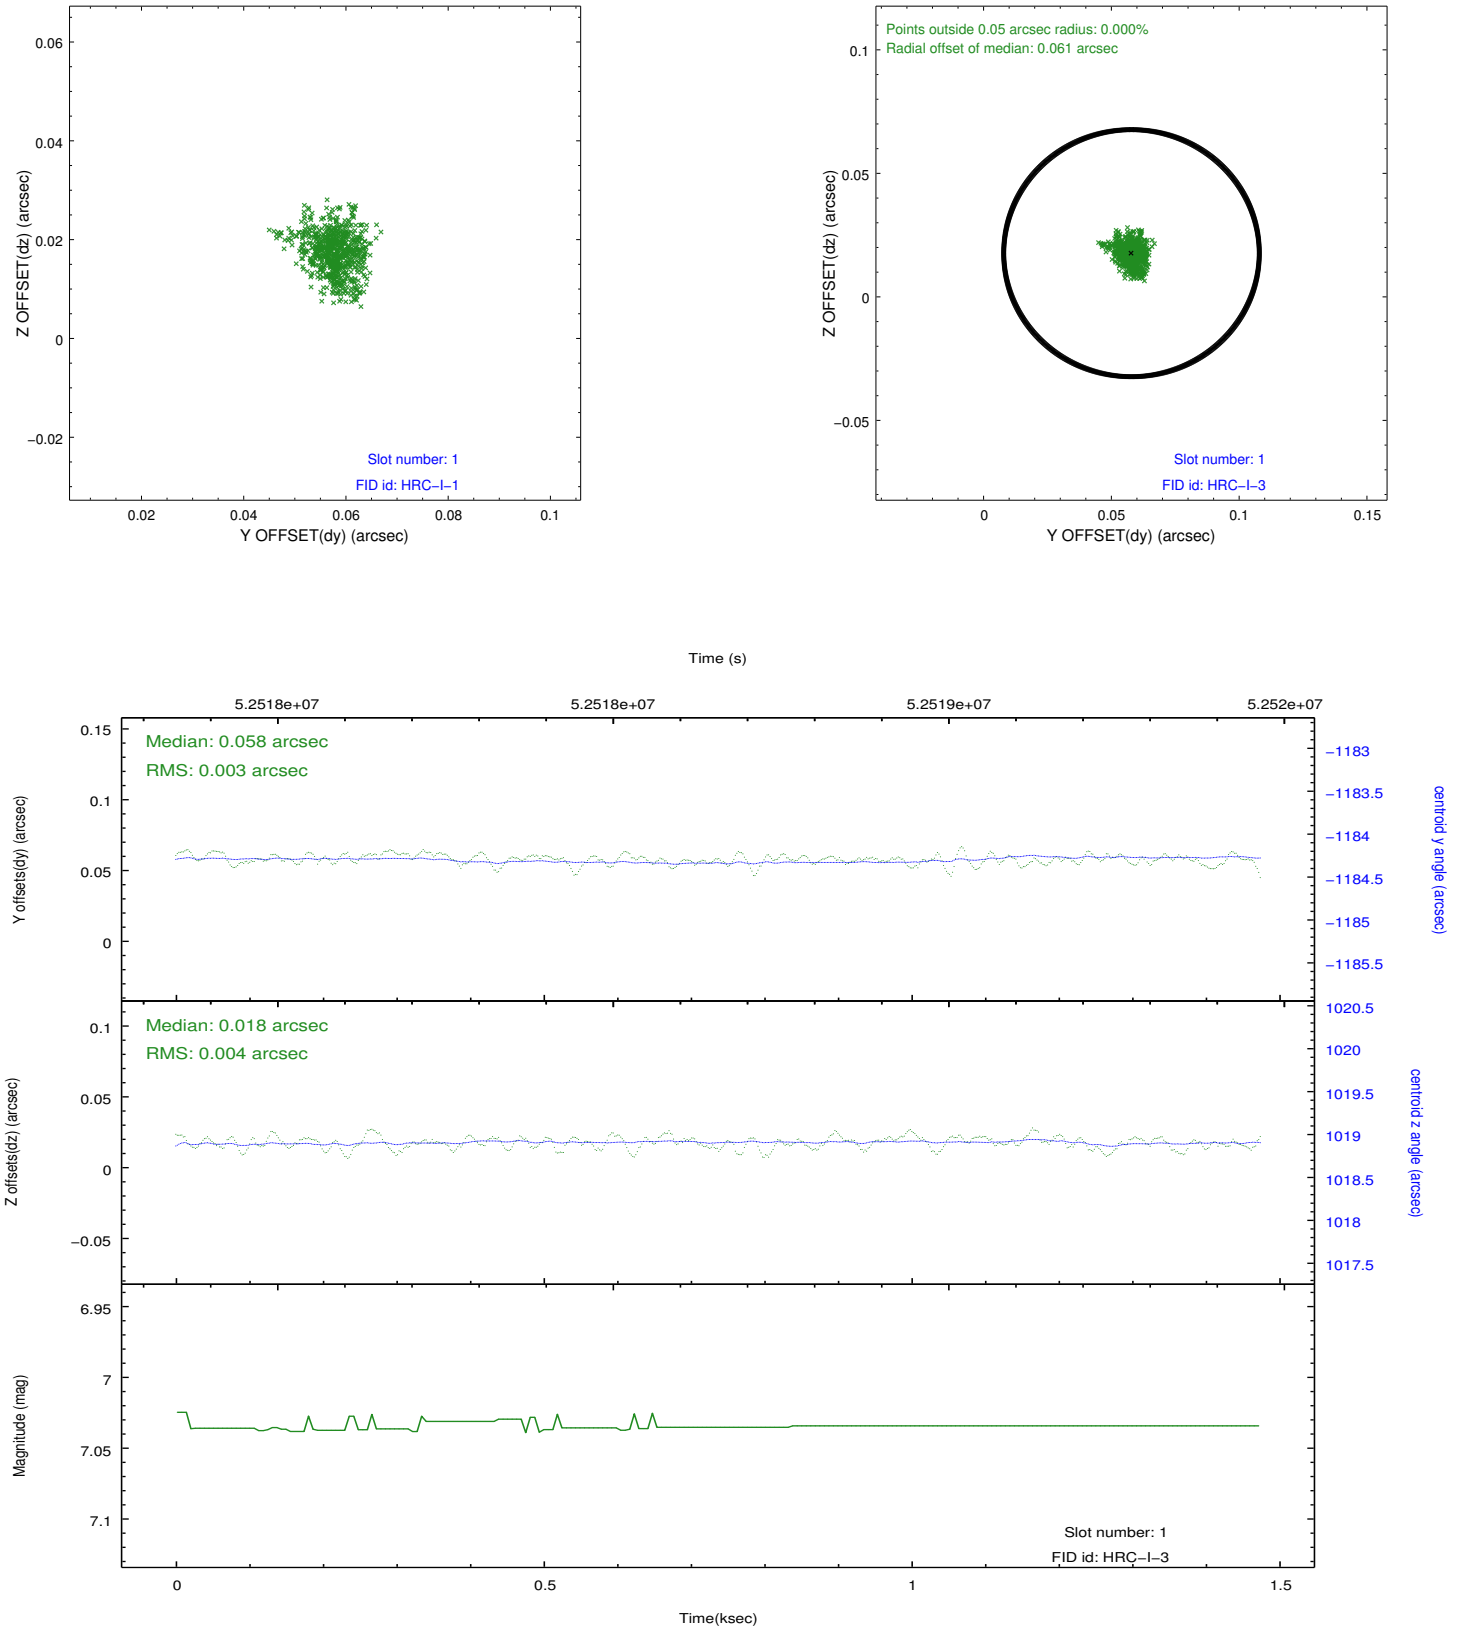 0.06
0.04
0.02
0
−0.02
Z OFFSET(dz) (arcsec)
Slot number: 1
FID id: HRC−I−1
0.02
0.04
0.06
0.08
0.1
Y OFFSET(dy) (arcsec)
Points outside 0.05 arcsec radius: 0.000%
Radial offset of median: 0.061 arcsec
0.1
0.05
0
−0.05
Z OFFSET(dz) (arcsec)
Slot number: 1
FID id: HRC−I−3
0
0.05
0.1
0.15
Y OFFSET(dy) (arcsec)
Time (s)
5.2518e+07
5.2518e+07
5.2519e+07
5.252e+07
Median: 0.058 arcsec
RMS: 0.003 arcsec
0.15
0.1
0.05
0
Y offsets(dy) (arcsec)
−1183
−1183.5
−1184
−1184.5
−1185
−1185.5
centroid y angle (arcsec)
Median: 0.018 arcsec
RMS: 0.004 arcsec
0.1
0.05
0
−0.05
Z offsets(dz) (arcsec)
1020.5
1020
1019.5
1019
1018.5
1018
1017.5
centroid z angle (arcsec)
6.95
7
7.05
7.1
Magnitude (mag)
Slot number: 1
FID id: HRC−I−3
0
0.5
1
1.5
Time(ksec)